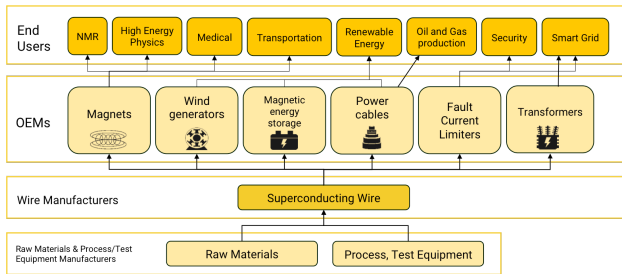 End
Users
NMR
High Energy
Physics
Medical
Transportation
Renewable
Energy
Oil and Gas
production
Security
Smart Grid
OEMs
Magnets
Wind
generators
Magnetic
energy
storage
Power
cables
Fault
Current
Limiters
Transformers
Wire Manufacturers
Superconducting Wire
Raw Materials & Process/Test
Equipment Manufacturers
Raw Materials
Process, Test Equipment